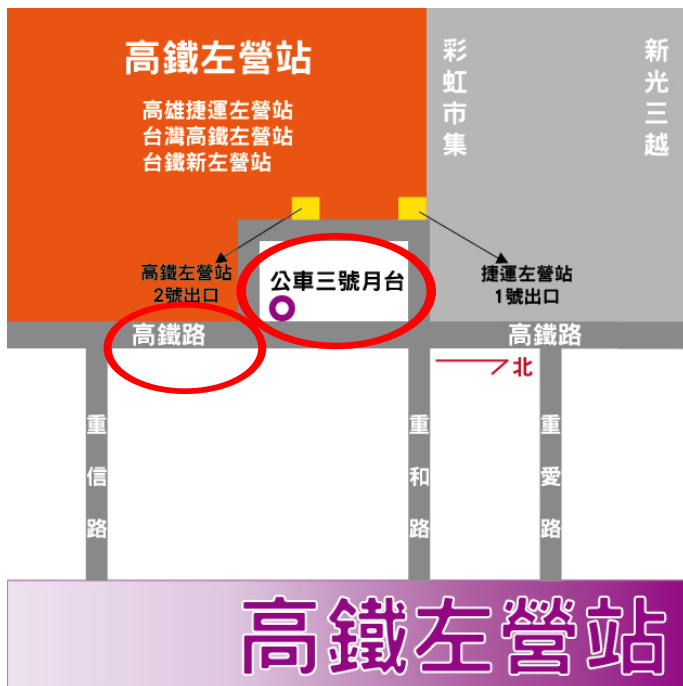 高鐵左營站
高雄捷運左營站
台灣高鐵左營站
台鐵新左營站
彩虹市集
新光三越
高鐵左營站
2號出口
公車三號月台
捷運左營站
1號出口
高鐵路
高鐵路
北
重信路
重和路
重愛路
高鐵左營站